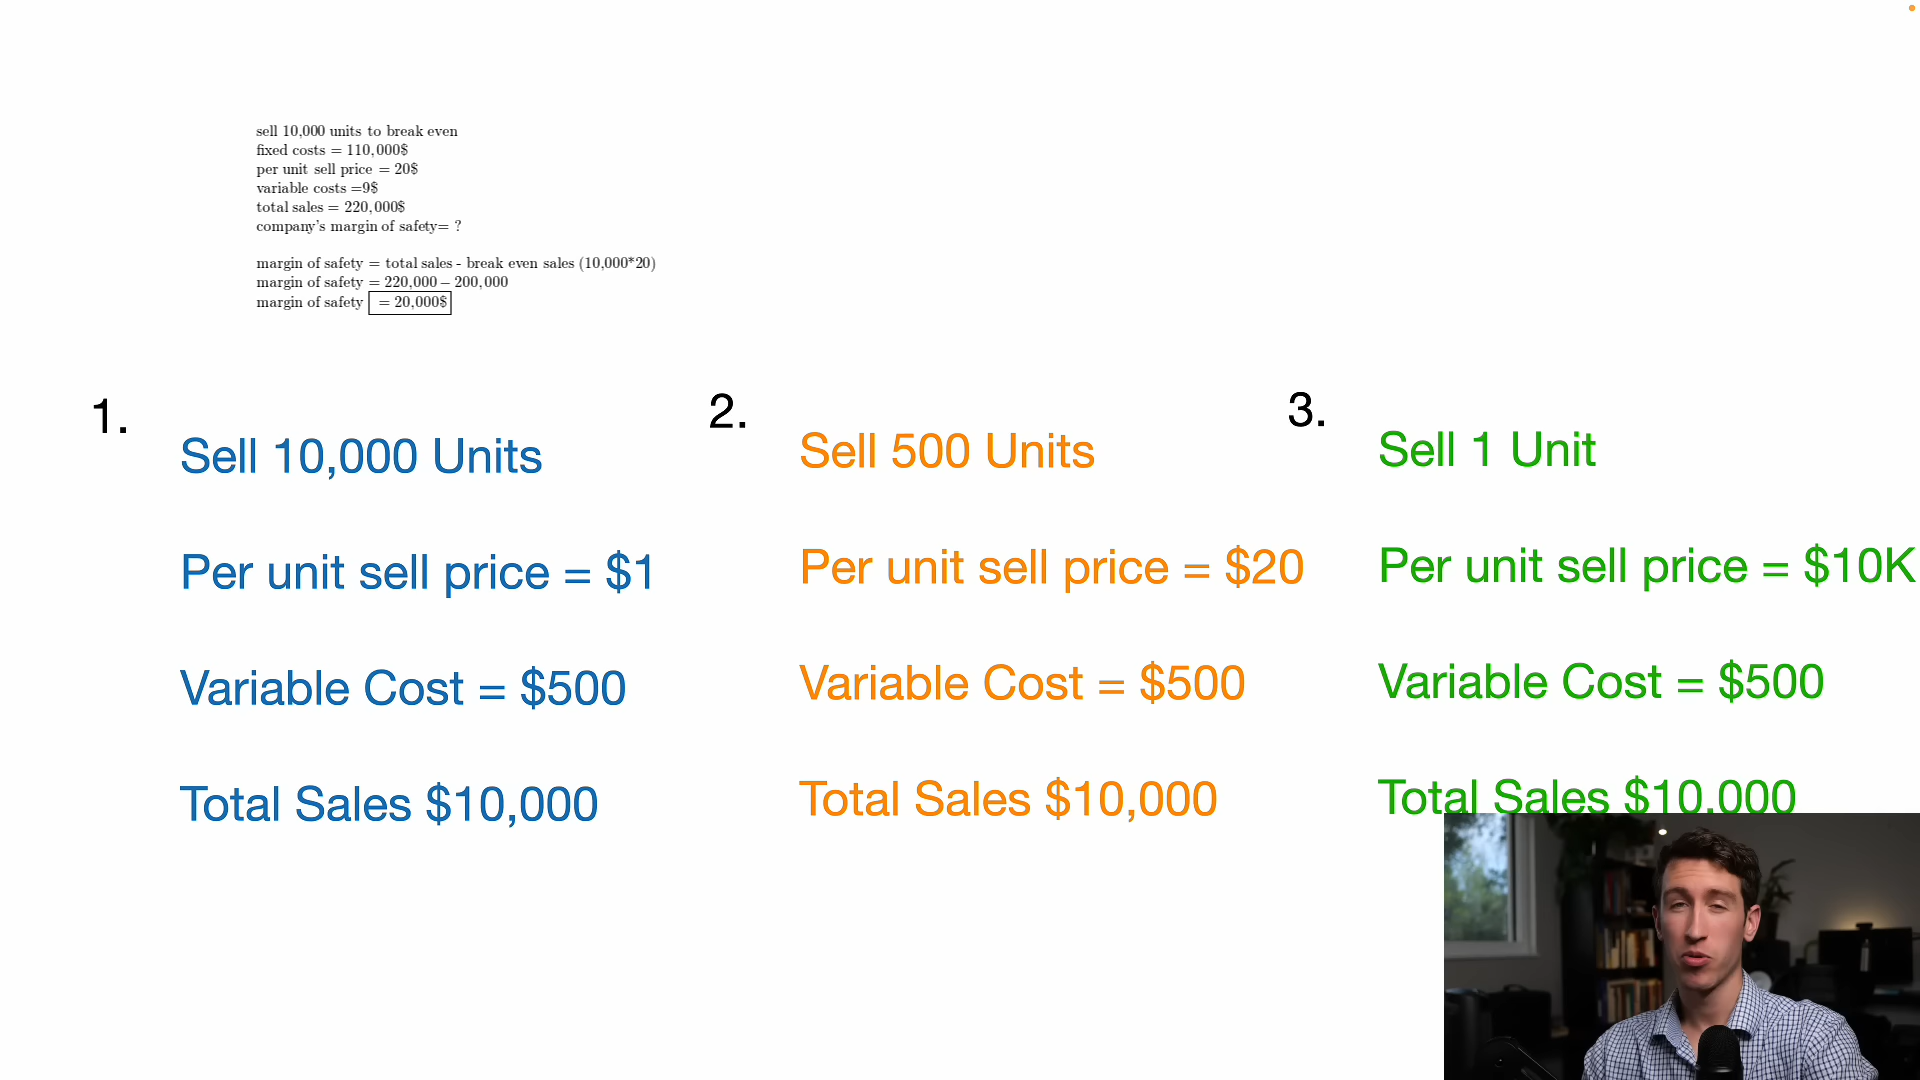 sell 10,000 units to break even
fixed costs = 110,000$
per unit sell price = 20$
variable costs =9$
total sales = 220,000$
company's margin of safety= ?
margin of safety = total sales - break even sales (10,000*20)
margin of safety = 220,000 – 200,000
margin of safety = 20,000$
1.
Sell 10,000 Units
Per unit sell price = $1
Variable Cost = $500
Total Sales $10,000
2.
Sell 500 Units
Per unit sell price = $20
Variable Cost = $500
Total Sales $10,000
3.
Sell 1 Unit
Per unit sell price = $10K
Variable Cost = $500
Total Sales $10,000